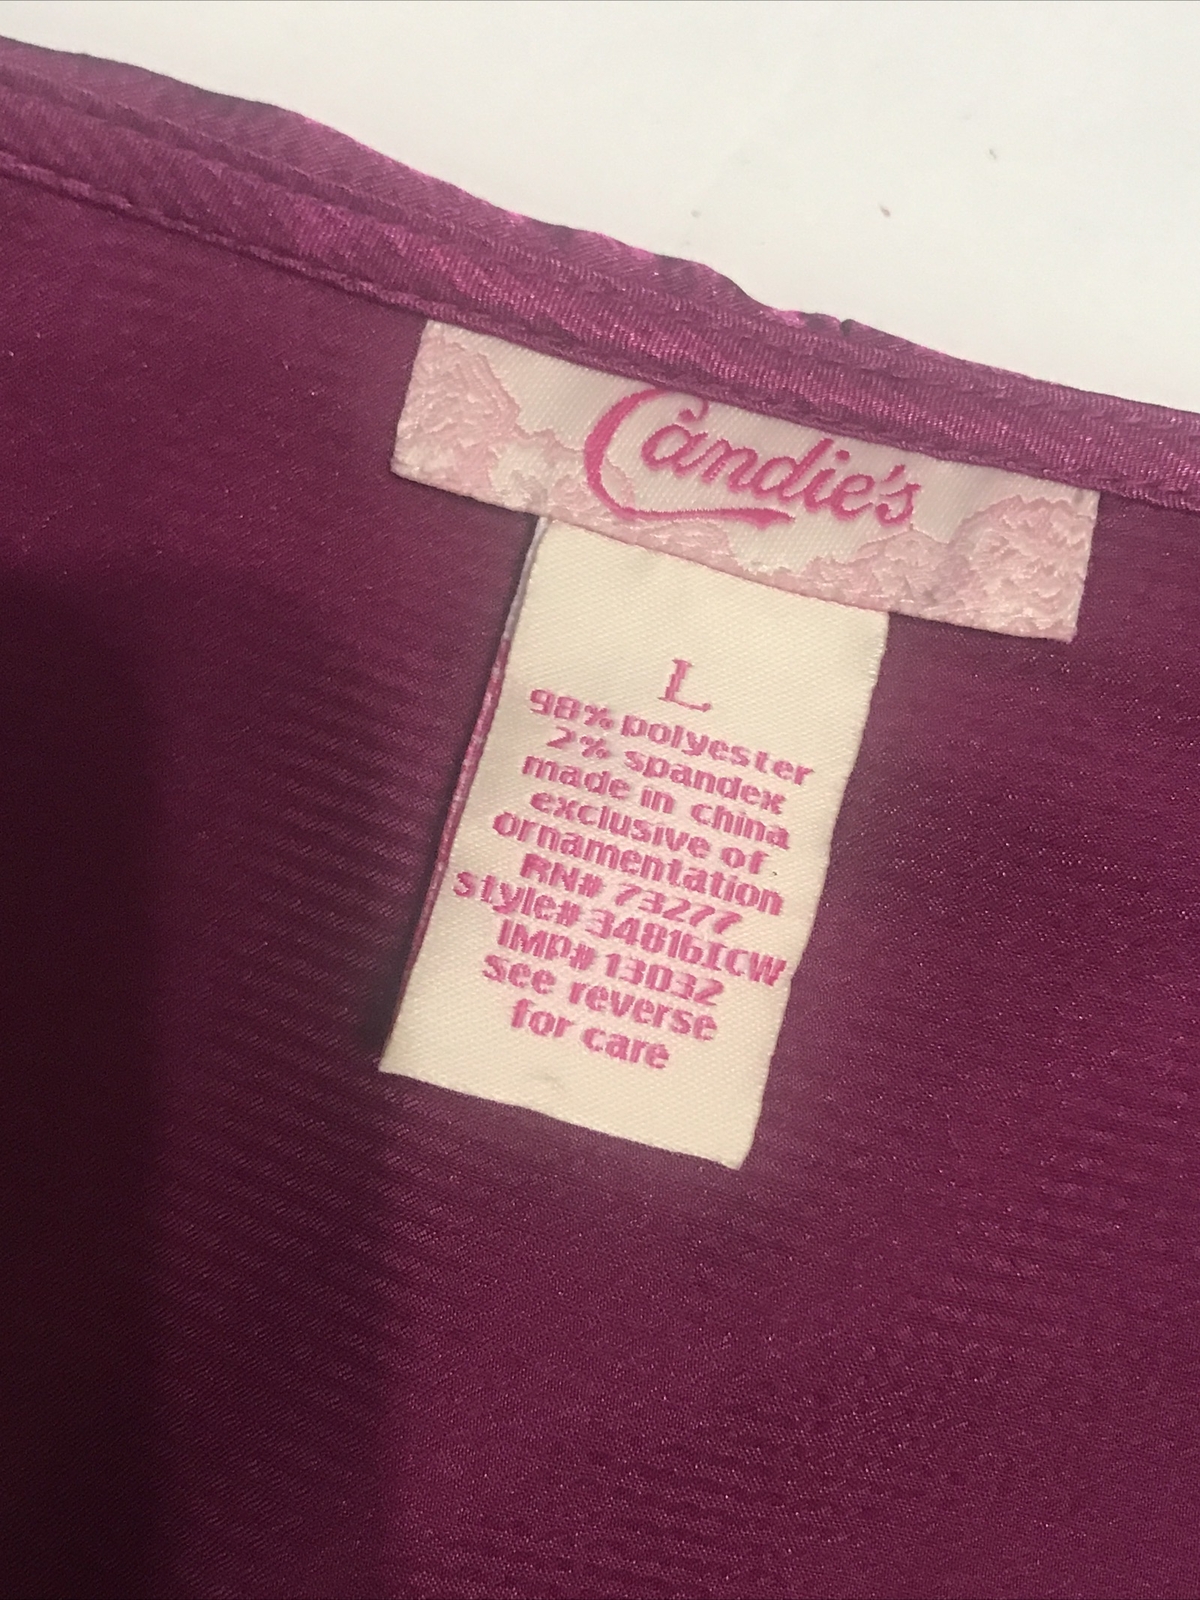 Candie's
L
98% polyester
2% spandex
made in china
exclusive of
ornamentation
RN# 73277
style# 34816ICW
IMP# 13032
see reverse
for care